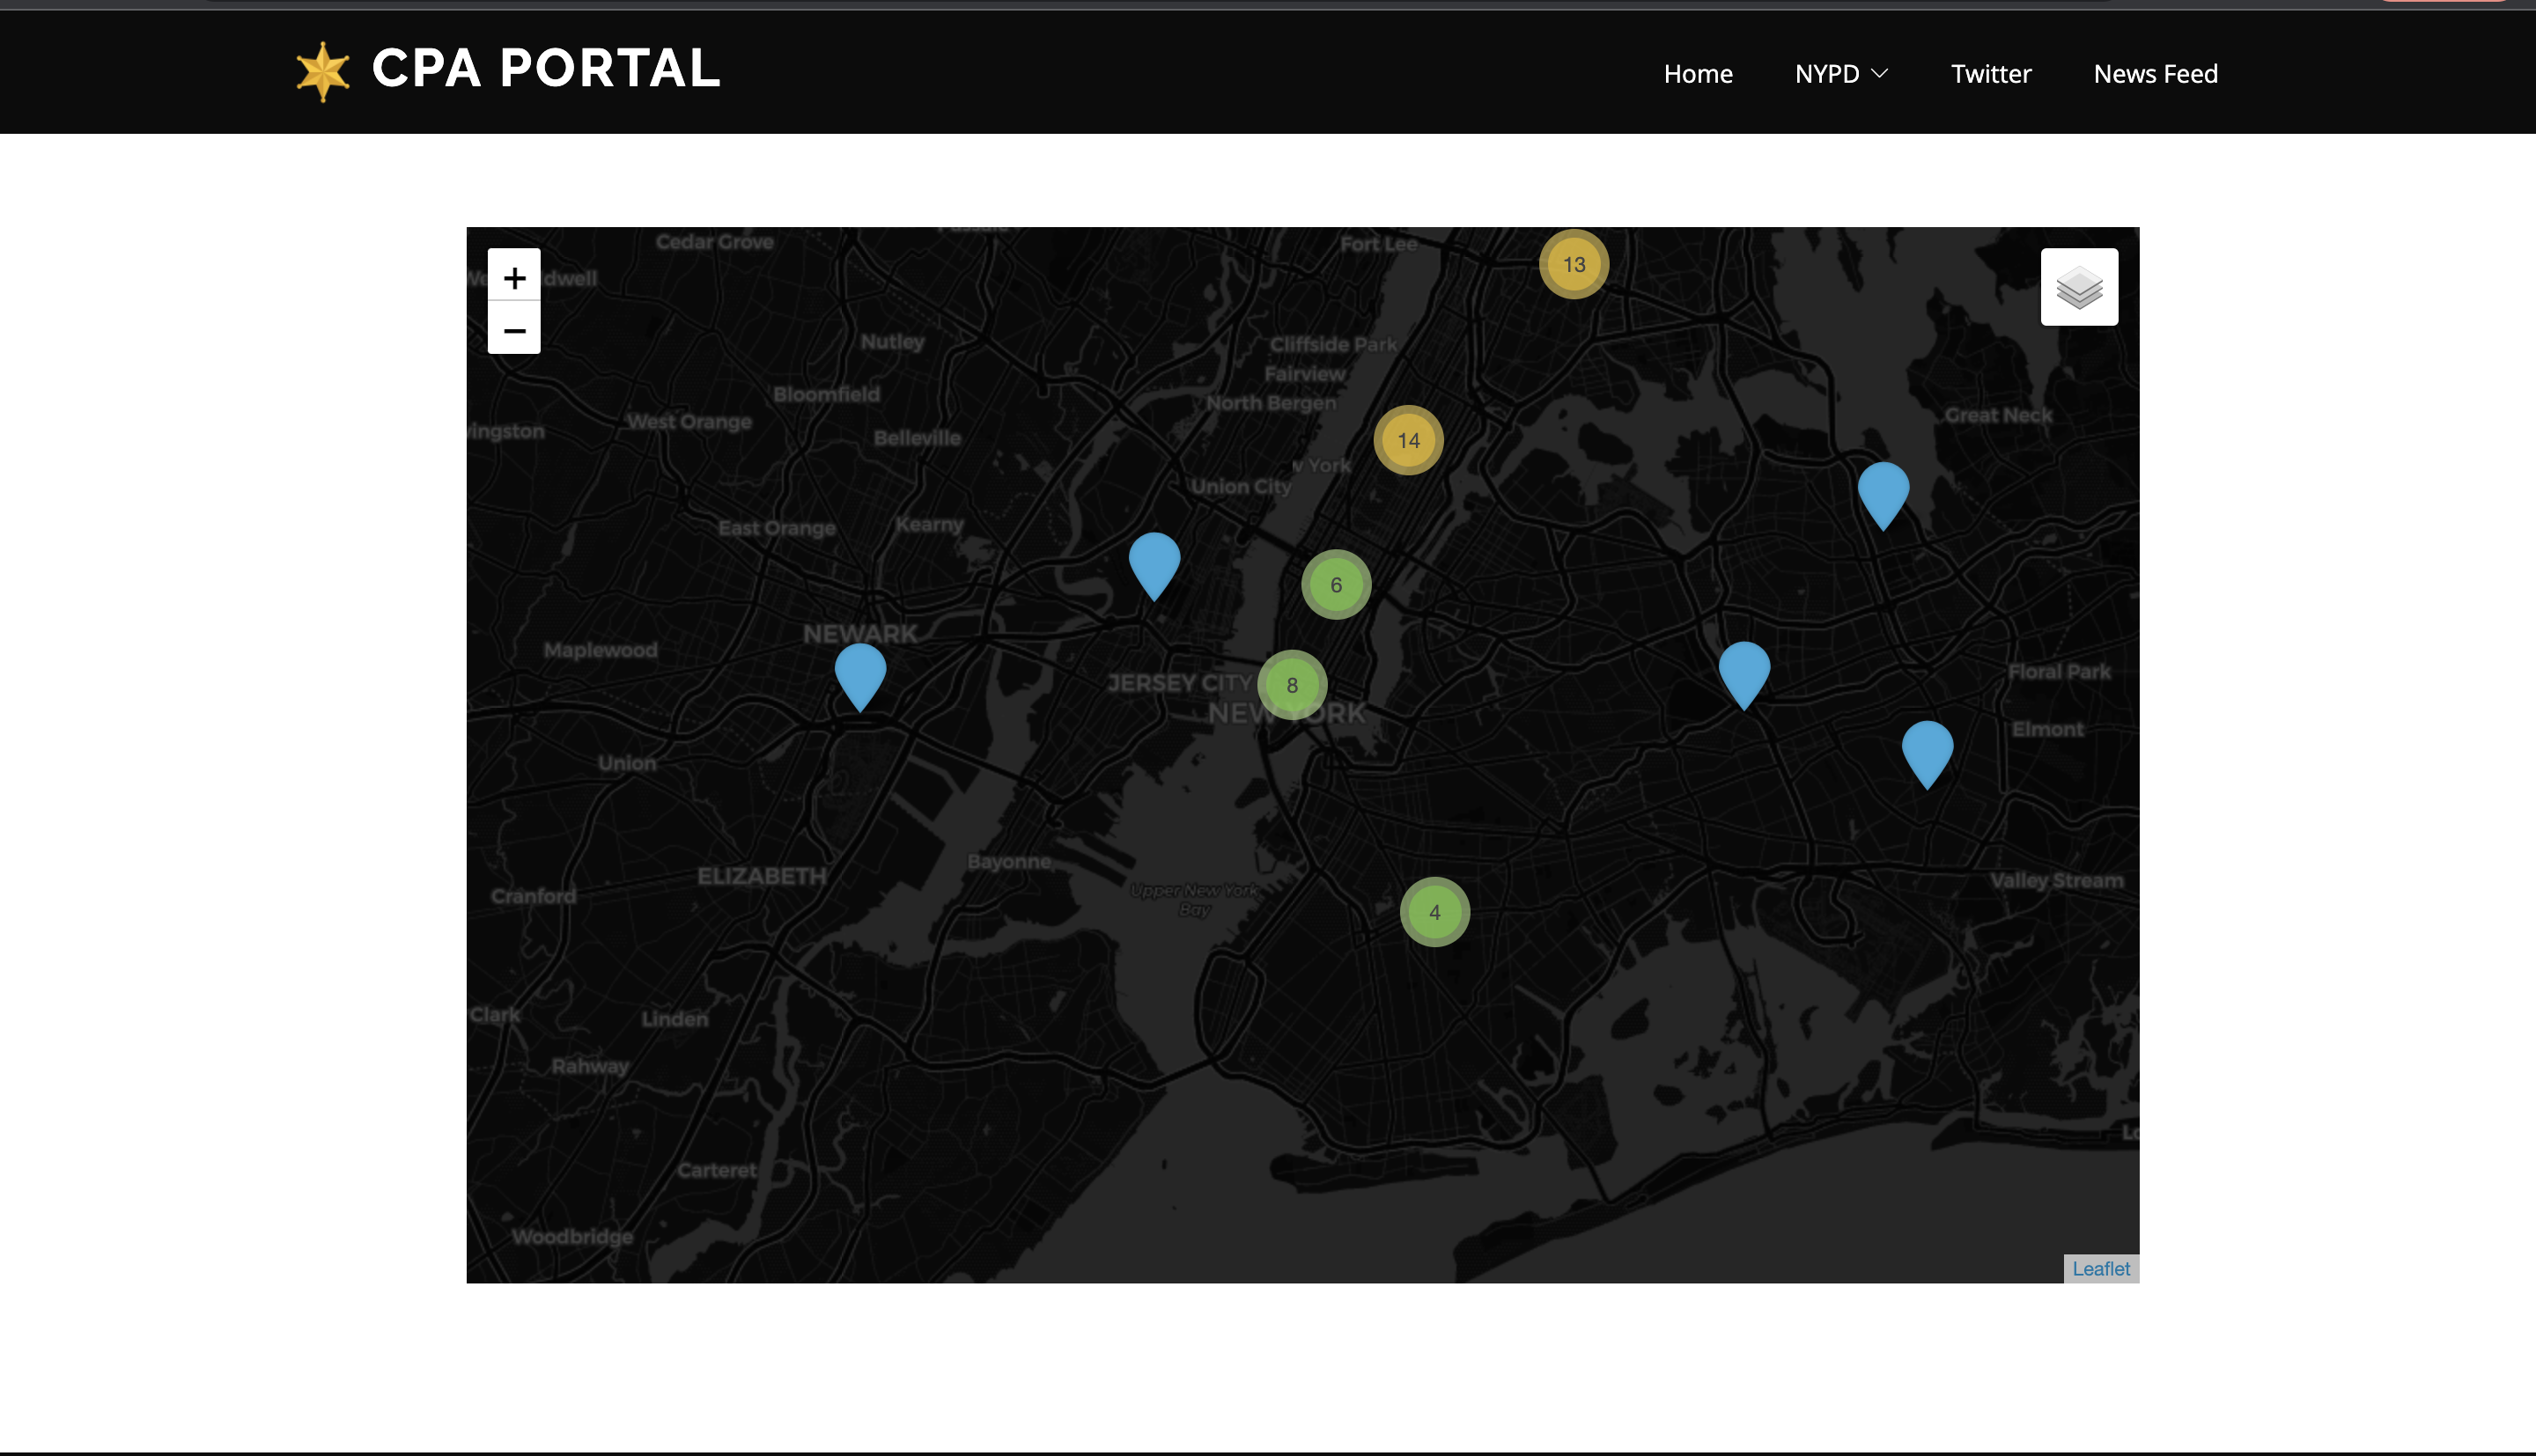 CPA PORTAL
Home
NYPD
Twitter
News Feed
Cedar Grove
Fort Lee
13
+
dwell
−
Nutley
Cliffside Park
Fairview
Bloomfield
North Bergen
West Orange
Great Neck
vingston
Belleville
14
w York
Union City
East Orange
Kearny
6
NEWARK
Maplewood
Floral Park
JERSEY CITY
8
NEW YORK
Elmont
Union
Bayonne
ELIZABETH
Valley Stream
Upper New York
Bay
Cranford
4
Clark
Linden
Rahway
Carteret
Woodbridge
Leaflet